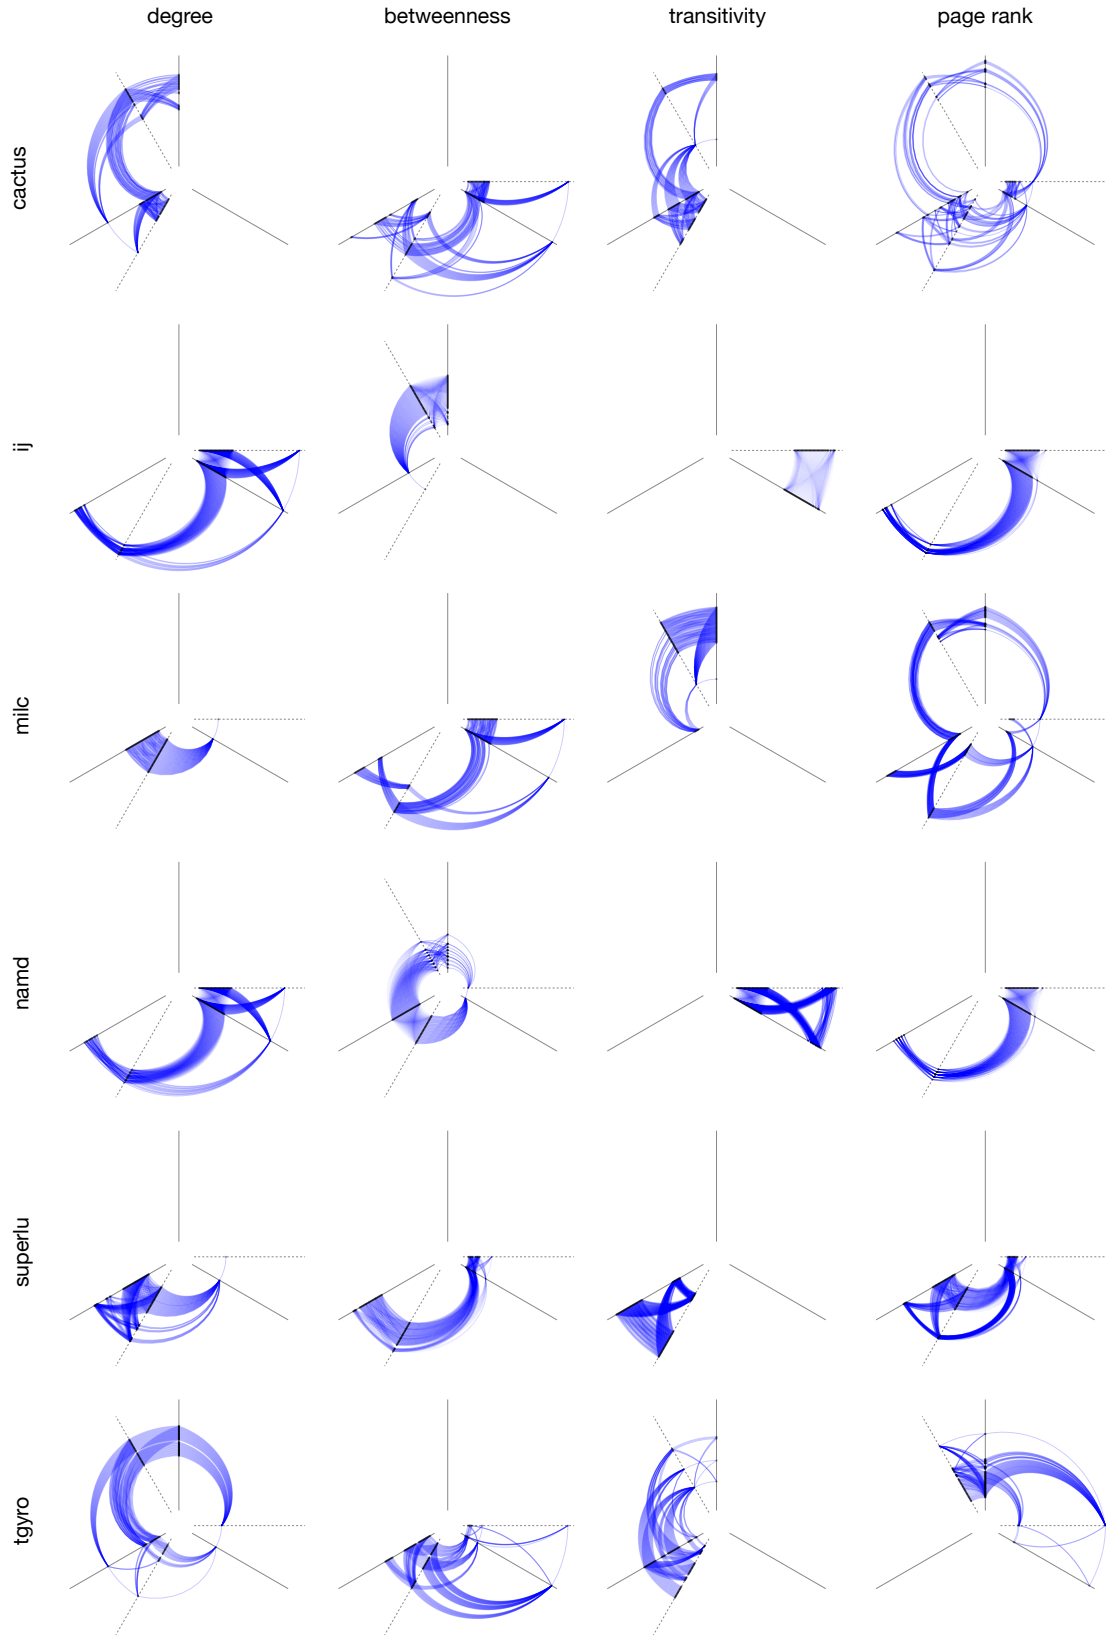 degree betweenness transitivity page rank
cactus
ij
milc
namd
superlu
tgyro